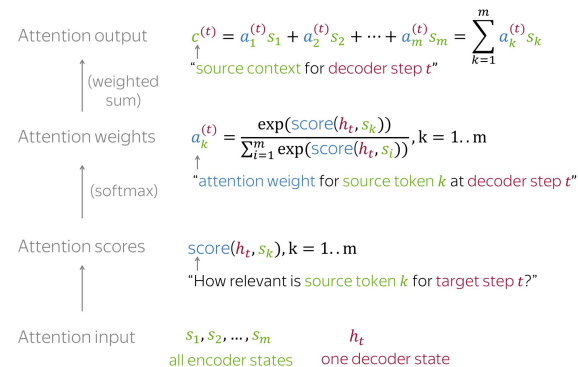 Attention output c^(t) = a_1^(t) s_1 + a_2^(t) s_2 + ⋯ + a_m^(t) s_m = ∑_{k=1}^{m} a_k^(t) s_k
"source context for decoder step t"
(weighted
sum)
Attention weights a_k^(t) = exp(score(h_t, s_k)) / ∑_{i=1}^{m} exp(score(h_t, s_i)), k = 1..m
"attention weight for source token k at decoder step t"
(softmax)
Attention scores score(h_t, s_k), k = 1..m
"How relevant is source token k for target step t?"
Attention input s_1, s_2, …, s_m h_t
all encoder states one decoder state